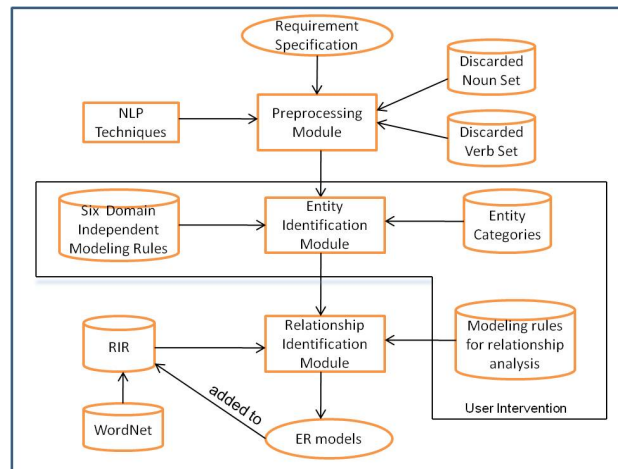 Requirement
Specification
Discarded
Noun Set
NLP
Techniques
Preprocessing
Module
Discarded
Verb Set
Six Domain
Independent
Modeling Rules
Entity
Identification
Module
Entity
Categories
RIR
Relationship
Identification
Module
Modeling rules
for relationship
analysis
added to
WordNet
ER models
User Intervention